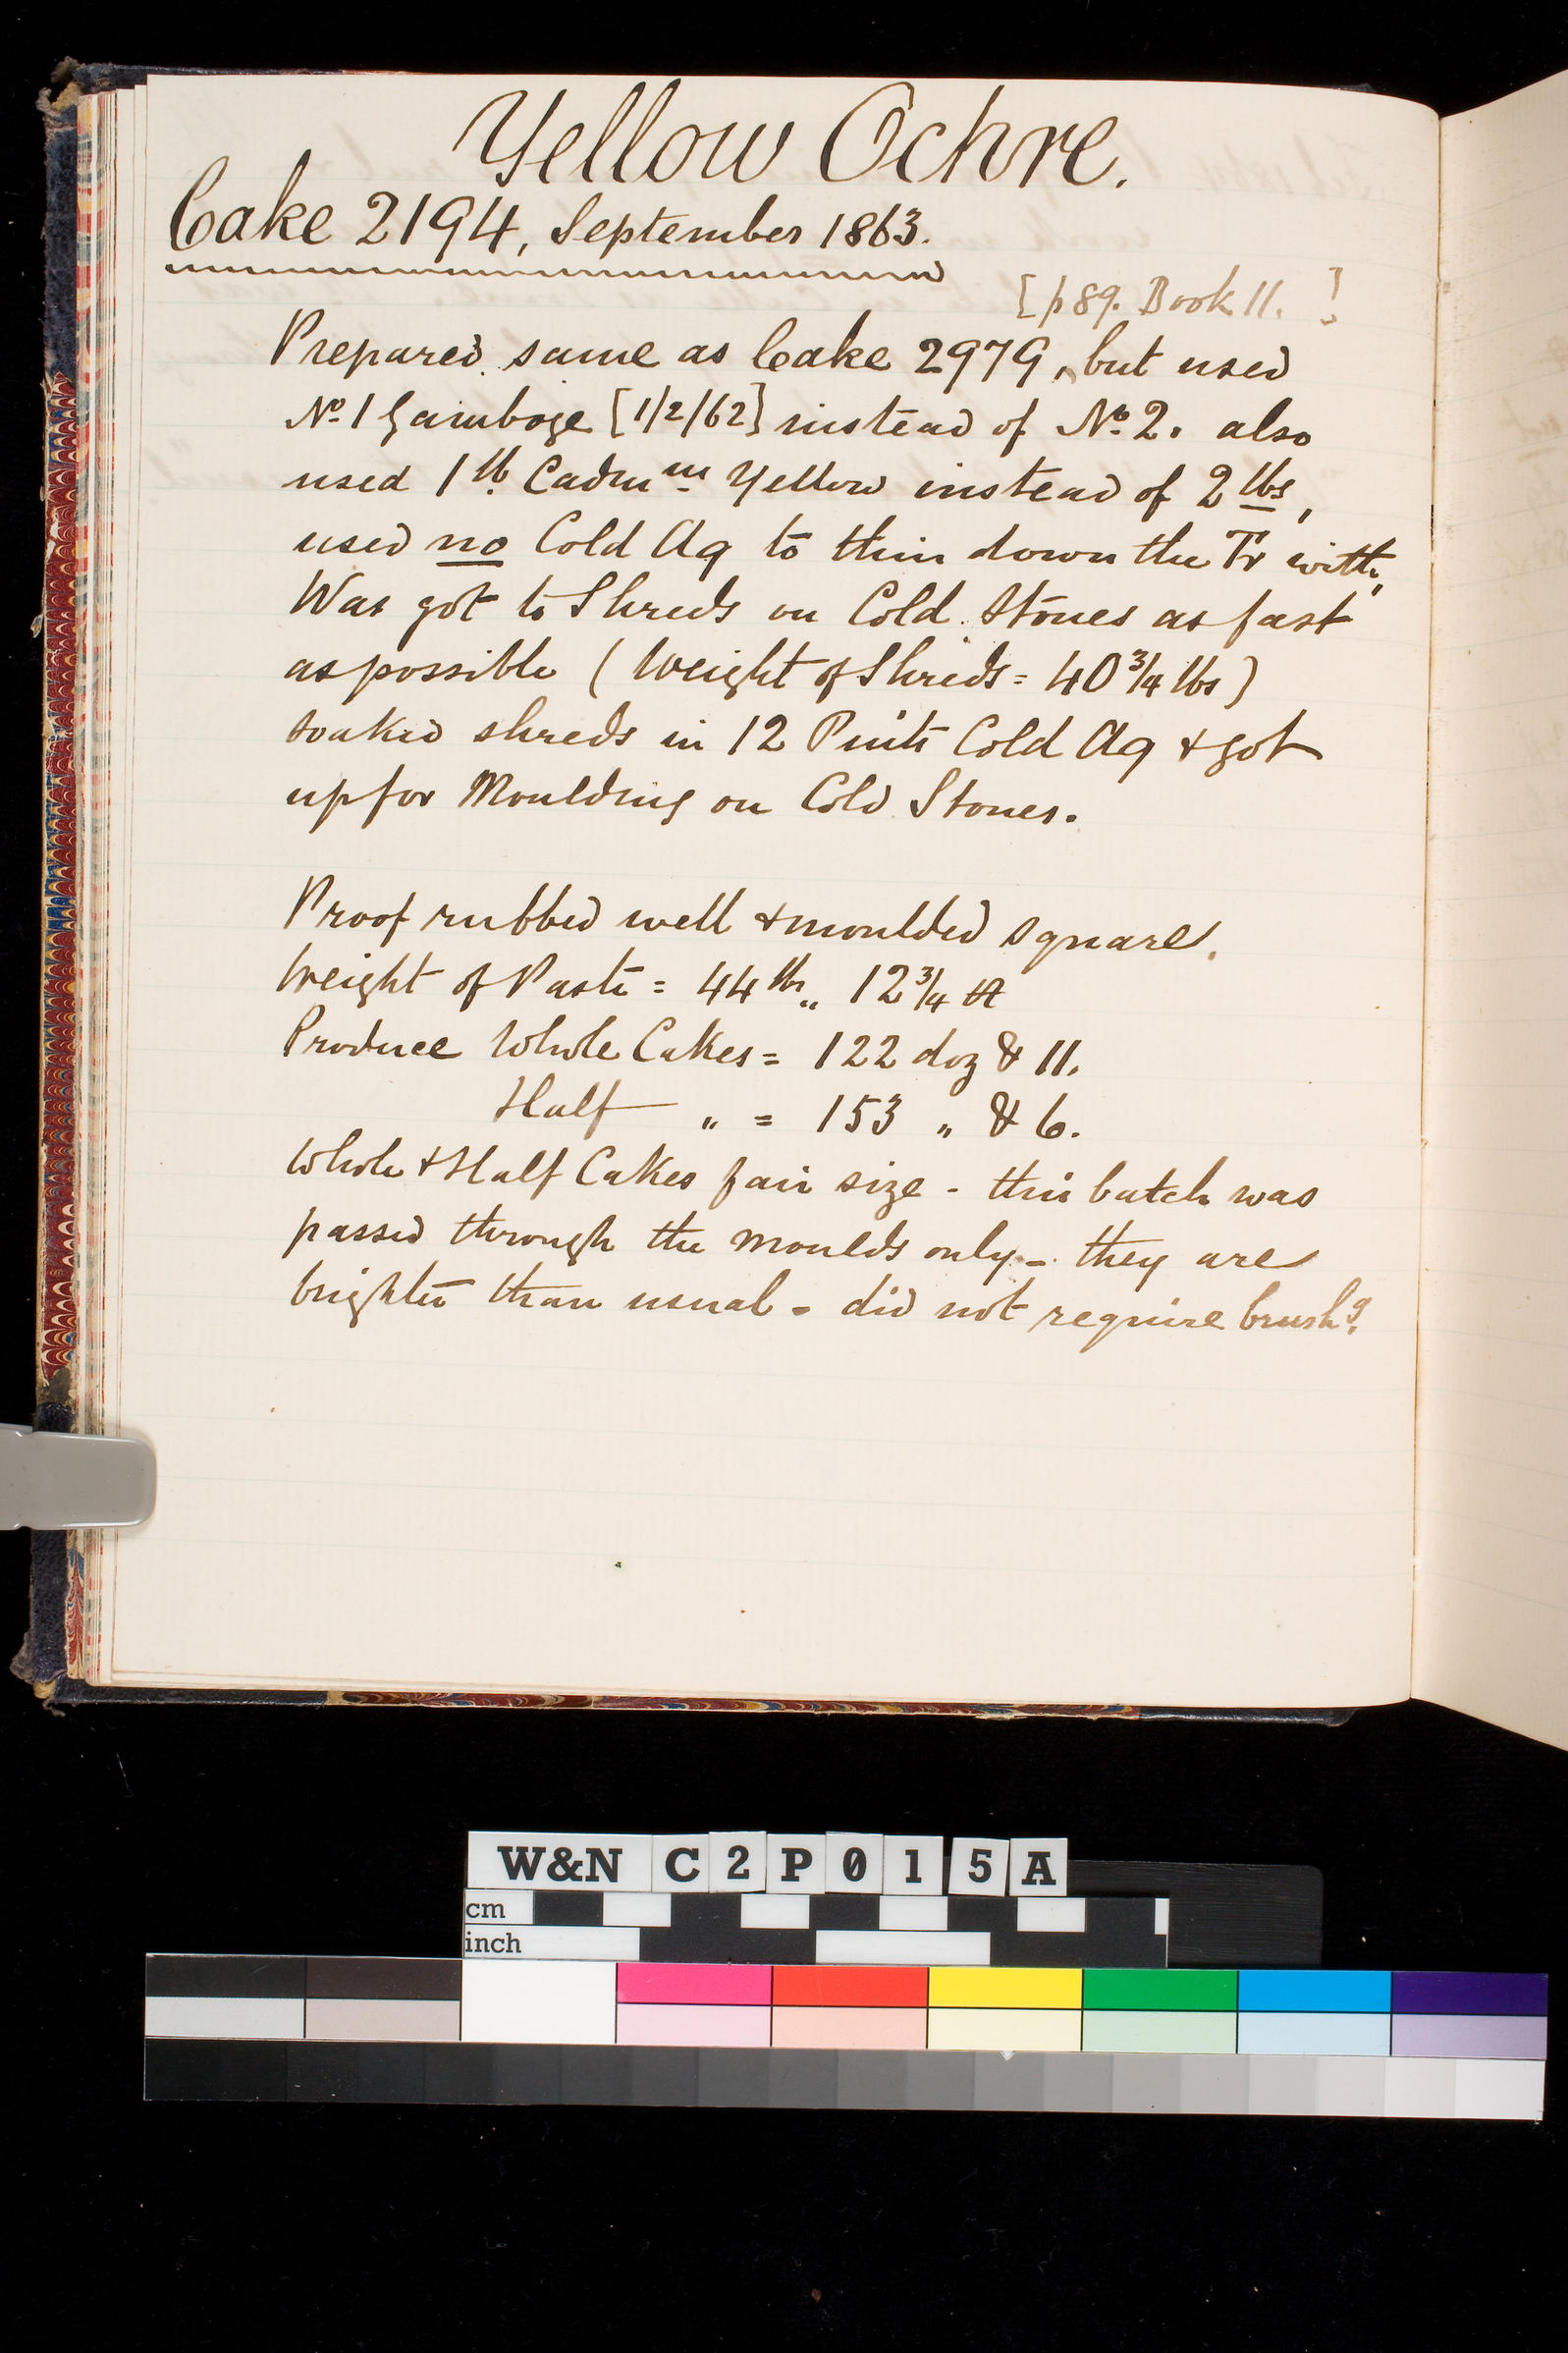 Yellow Ochre.
Cake 2194, September 1863.
[p89. Book 11. ]
Prepared same as Cake 2979, but used
No. 1 Gamboge [1/2/62] instead of No. 2. also
used 1 lb Cadm^m Yellow instead of 2 lbs,
used no Cold Aq to thin down the Tr with,
Was got to Shreds on Cold Stones as fast
as possible (Weight of Shreds = 40 3/4 lbs)
soaked shreds in 12 Pints Cold Aq & got
up for Moulding on Cold Stones.
Proof rubbed well & moulded square.
Weight of Paste = 44 lbs 〃 12 3/4
Produce Whole Cakes = 122 doz & 11.
Half 〃 = 153 〃 & 6.
Whole & Half Cakes fair size - this batch was
passed through the moulds only - they are
brighter than usual - did not require brush^g.
W&N C2P015A
cm
inch